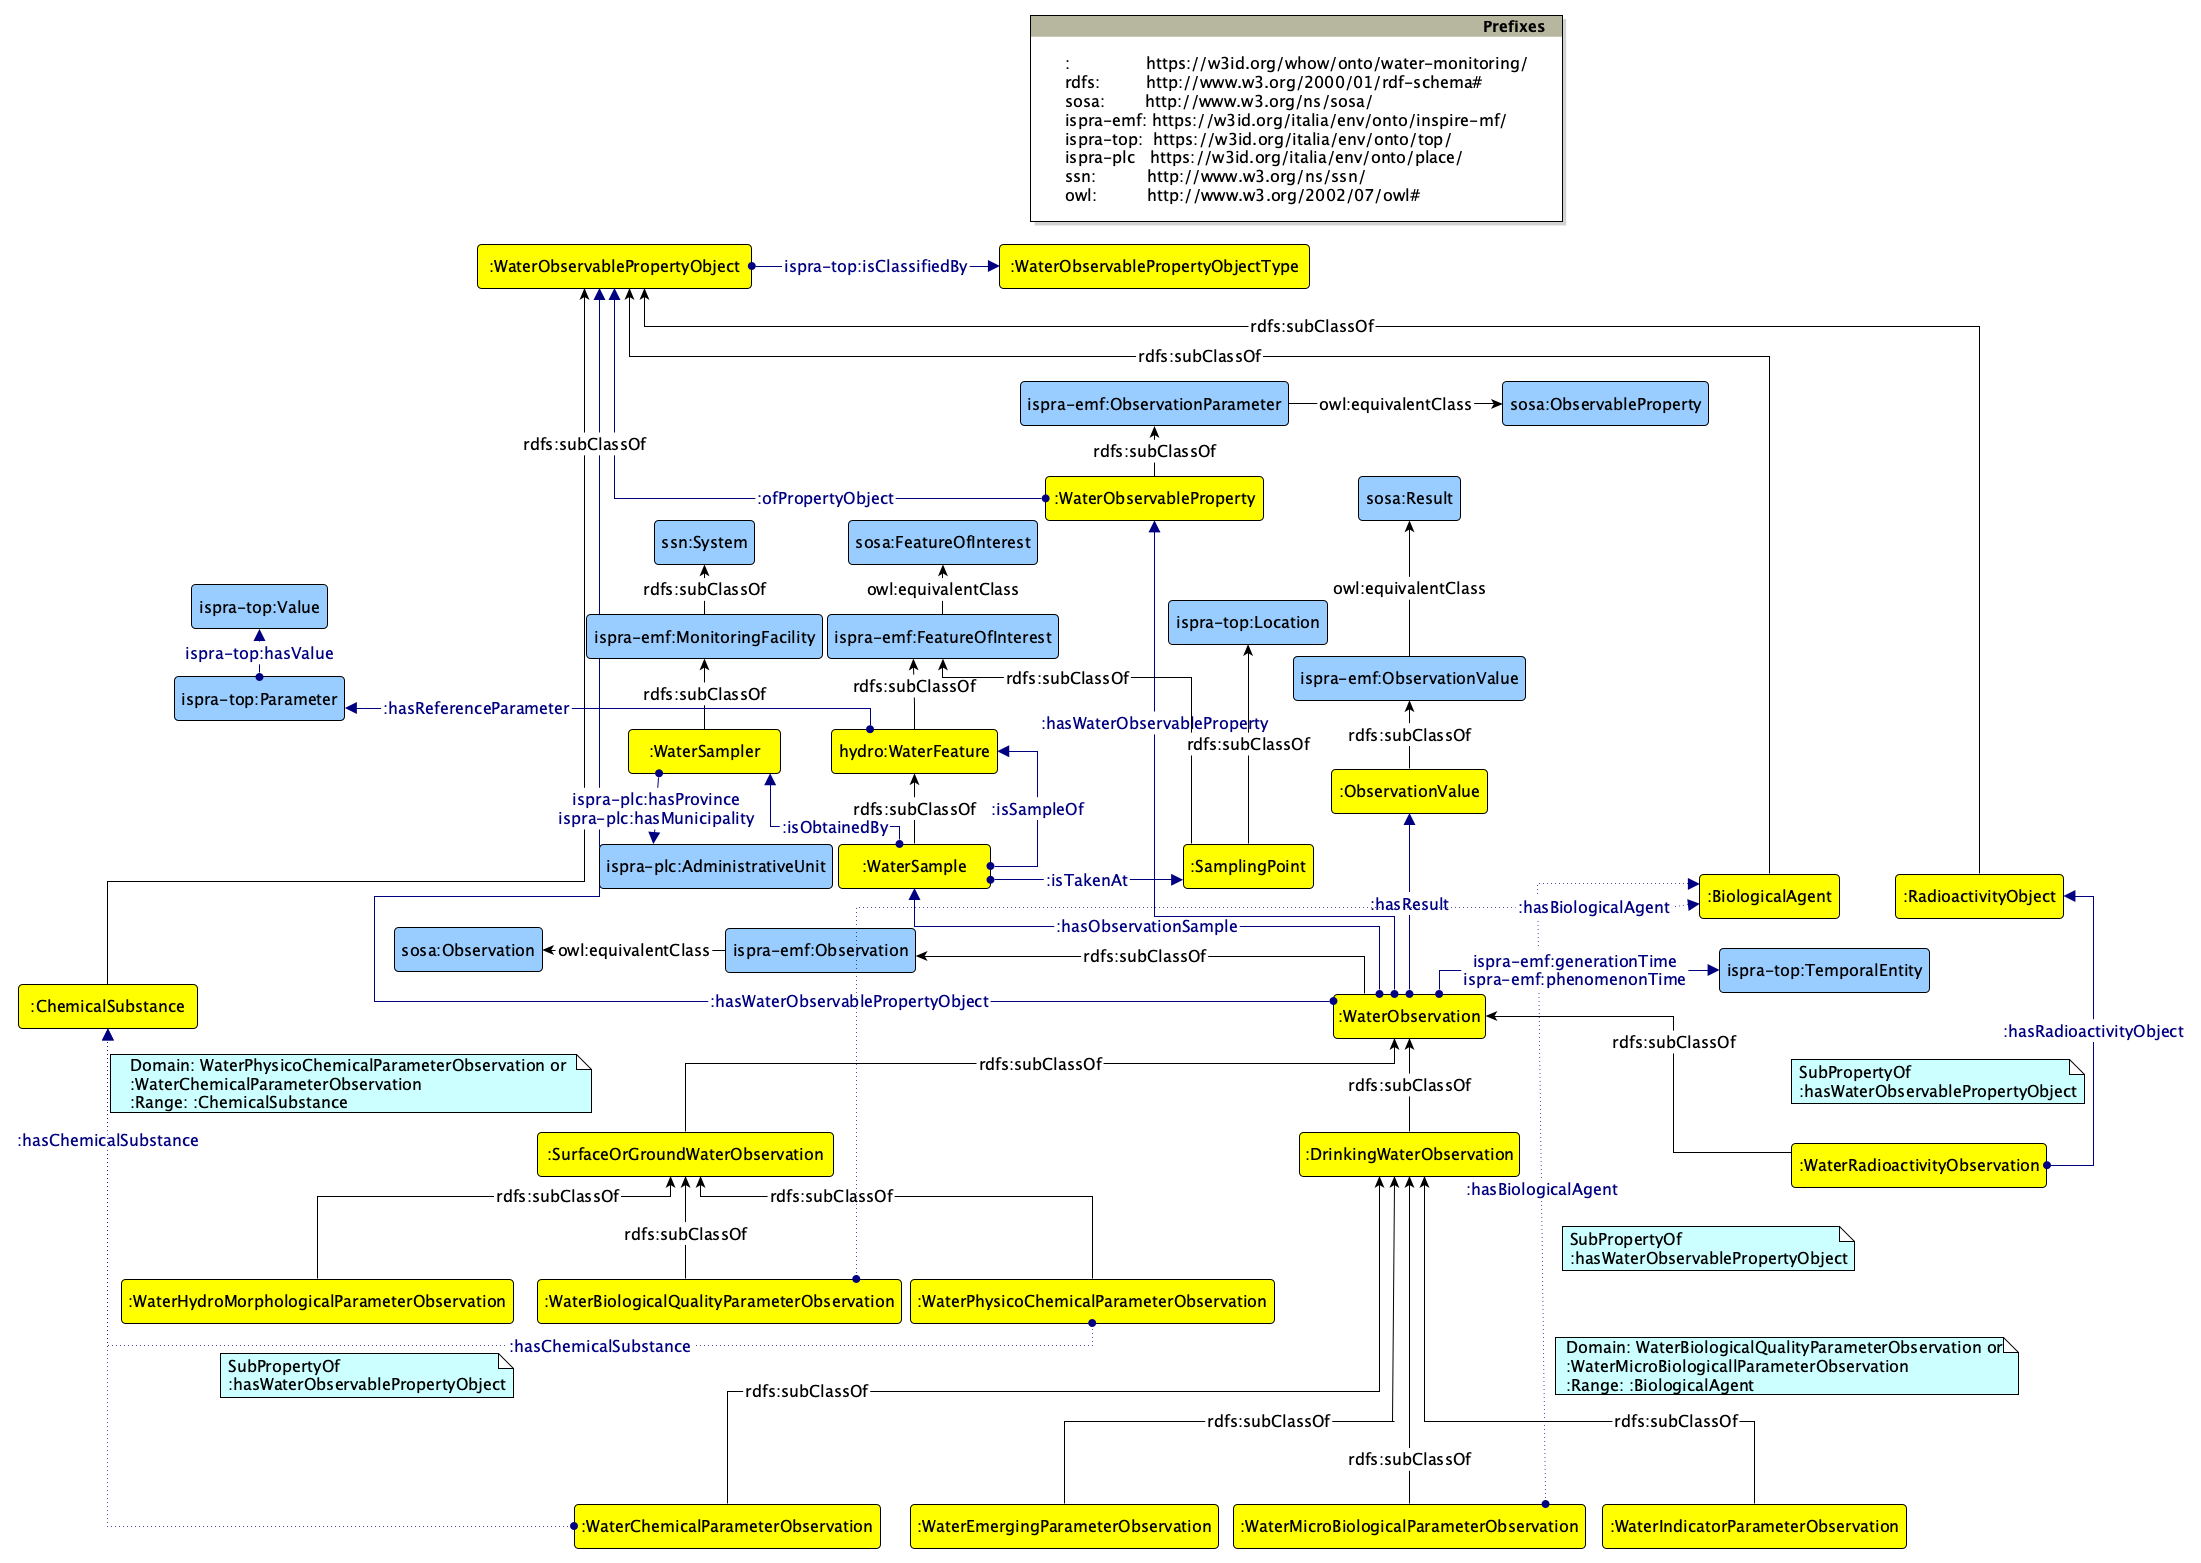 Prefixes
: https://w3id.org/whow/onto/water-monitoring/
rdfs: http://www.w3.org/2000/01/rdf-schema#
sosa: http://www.w3.org/ns/sosa/
ispra-emf: https://w3id.org/italia/env/onto/inspire-mf/
ispra-top: https://w3id.org/italia/env/onto/top/
ispra-plc https://w3id.org/italia/env/onto/place/
ssn: http://www.w3.org/ns/ssn/
owl: http://www.w3.org/2002/07/owl#
:WaterObservablePropertyObject
ispra-top:isClassifiedBy
:WaterObservablePropertyObjectType
rdfs:subClassOf
rdfs:subClassOf
ispra-emf:ObservationParameter
owl:equivalentClass
sosa:ObservableProperty
rdfs:subClassOf
rdfs:subClassOf
:ofPropertyObject
:WaterObservableProperty
sosa:Result
ssn:System
sosa:FeatureOfInterest
rdfs:subClassOf
owl:equivalentClass
owl:equivalentClass
ispra-top:Value
ispra-top:Location
ispra-emf:MonitoringFacility
ispra-emf:FeatureOfInterest
ispra-top:hasValue
rdfs:subClassOf
rdfs:subClassOf
rdfs:subClassOf
ispra-emf:ObservationValue
ispra-top:Parameter
:hasReferenceParameter
:hasWaterObservableProperty
rdfs:subClassOf
rdfs:subClassOf
:WaterSampler
hydro:WaterFeature
:ObservationValue
ispra-plc:hasProvince
ispra-plc:hasMunicipality
rdfs:subClassOf
:isSampleOf
:isObtainedBy
ispra-plc:AdministrativeUnit
:WaterSample
:isTakenAt
:SamplingPoint
:BiologicalAgent
:RadioactivityObject
:hasResult
:hasBiologicalAgent
:hasObservationSample
sosa:Observation
owl:equivalentClass
ispra-emf:Observation
rdfs:subClassOf
ispra-emf:generationTime
ispra-emf:phenomenonTime
ispra-top:TemporalEntity
:ChemicalSubstance
:hasWaterObservablePropertyObject
:WaterObservation
:hasRadioactivityObject
rdfs:subClassOf
Domain: WaterPhysicoChemicalParameterObservation or
:WaterChemicalParameterObservation
:Range: :ChemicalSubstance
rdfs:subClassOf
rdfs:subClassOf
SubPropertyOf
:hasWaterObservablePropertyObject
:hasChemicalSubstance
:SurfaceOrGroundWaterObservation
:DrinkingWaterObservation
:WaterRadioactivityObservation
rdfs:subClassOf
rdfs:subClassOf
:hasBiologicalAgent
rdfs:subClassOf
SubPropertyOf
:hasWaterObservablePropertyObject
:WaterHydroMorphologicalParameterObservation
:WaterBiologicalQualityParameterObservation
:WaterPhysicoChemicalParameterObservation
:hasChemicalSubstance
SubPropertyOf
:hasWaterObservablePropertyObject
Domain: WaterBiologicalQualityParameterObservation or
:WaterMicroBiologicallParameterObservation
:Range: :BiologicalAgent
rdfs:subClassOf
rdfs:subClassOf
rdfs:subClassOf
rdfs:subClassOf
:WaterChemicalParameterObservation
:WaterEmergingParameterObservation
:WaterMicroBiologicalParameterObservation
:WaterIndicatorParameterObservation